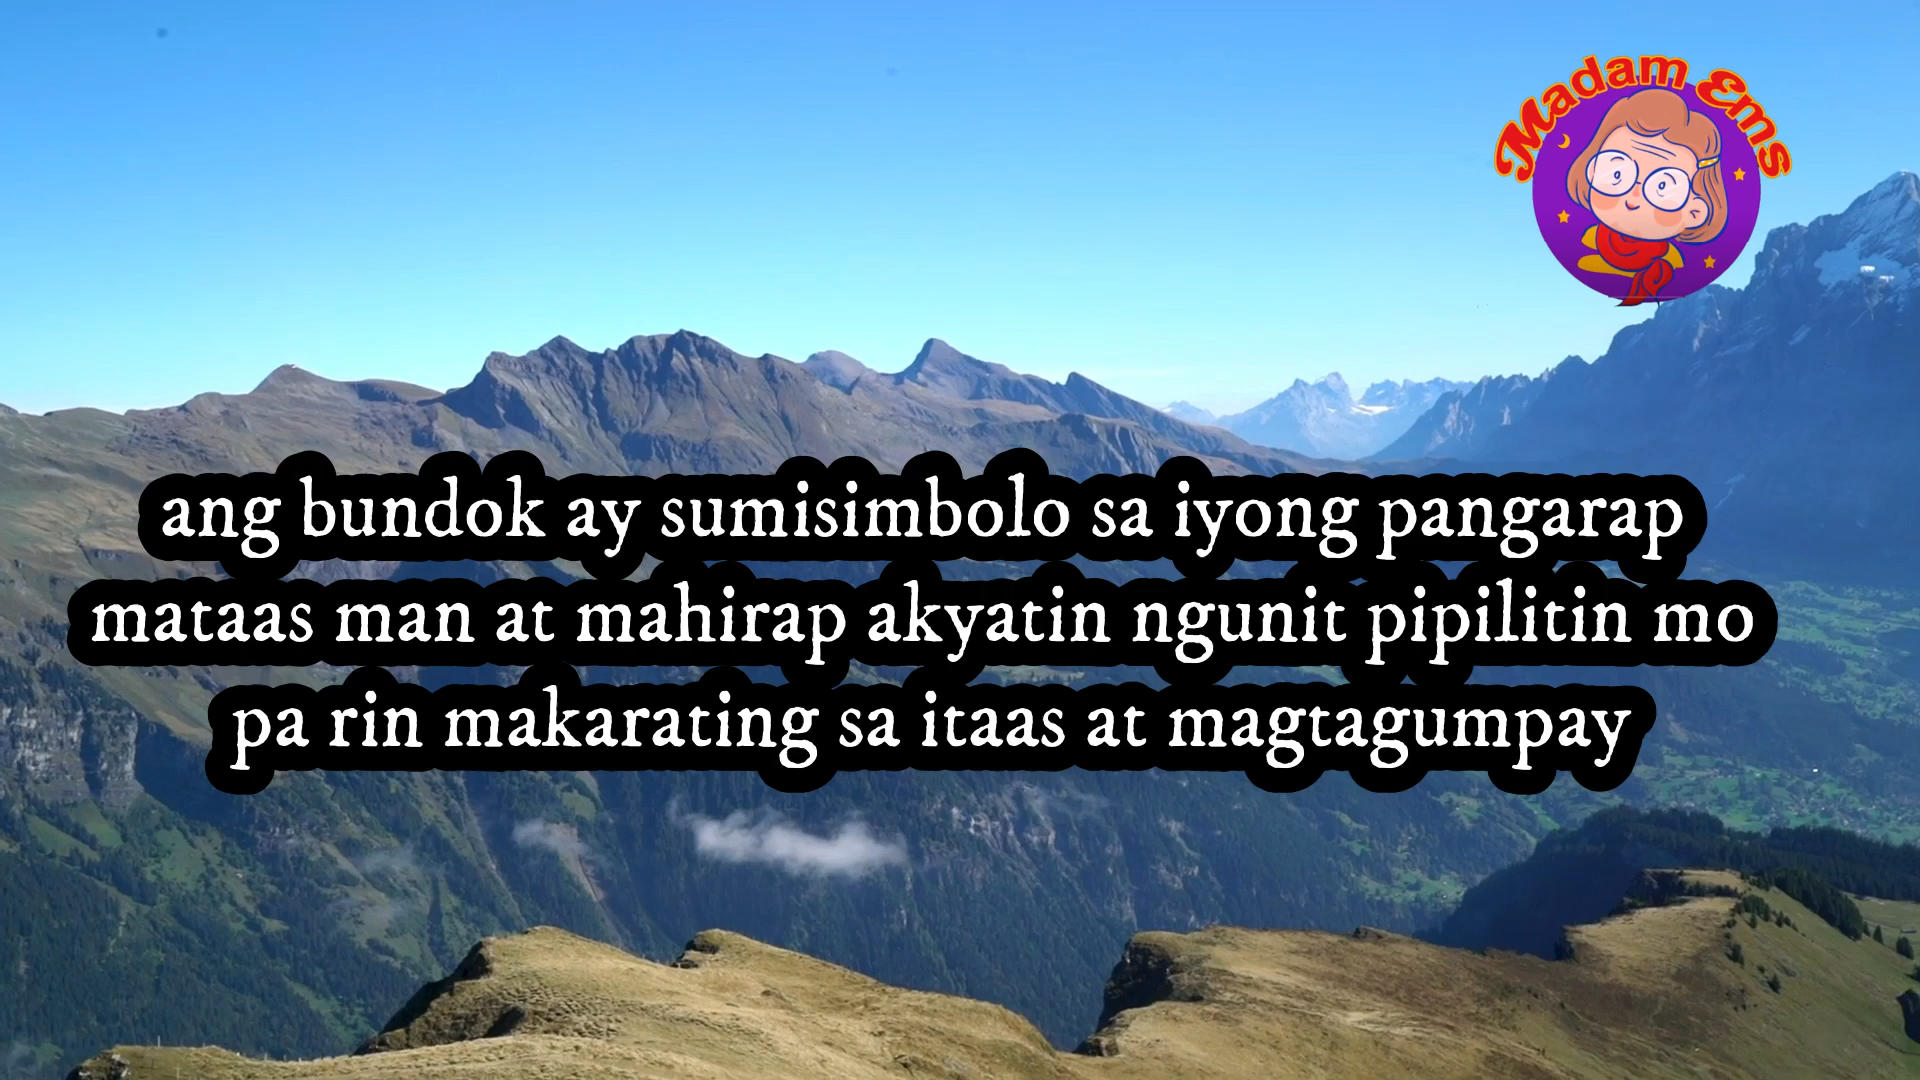 Madam Ems
ang bundok ay sumisimbolo sa iyong pangarap
mataas man at mahirap akyatin ngunit pipilitin mo
pa rin makarating sa itaas at magtagumpay